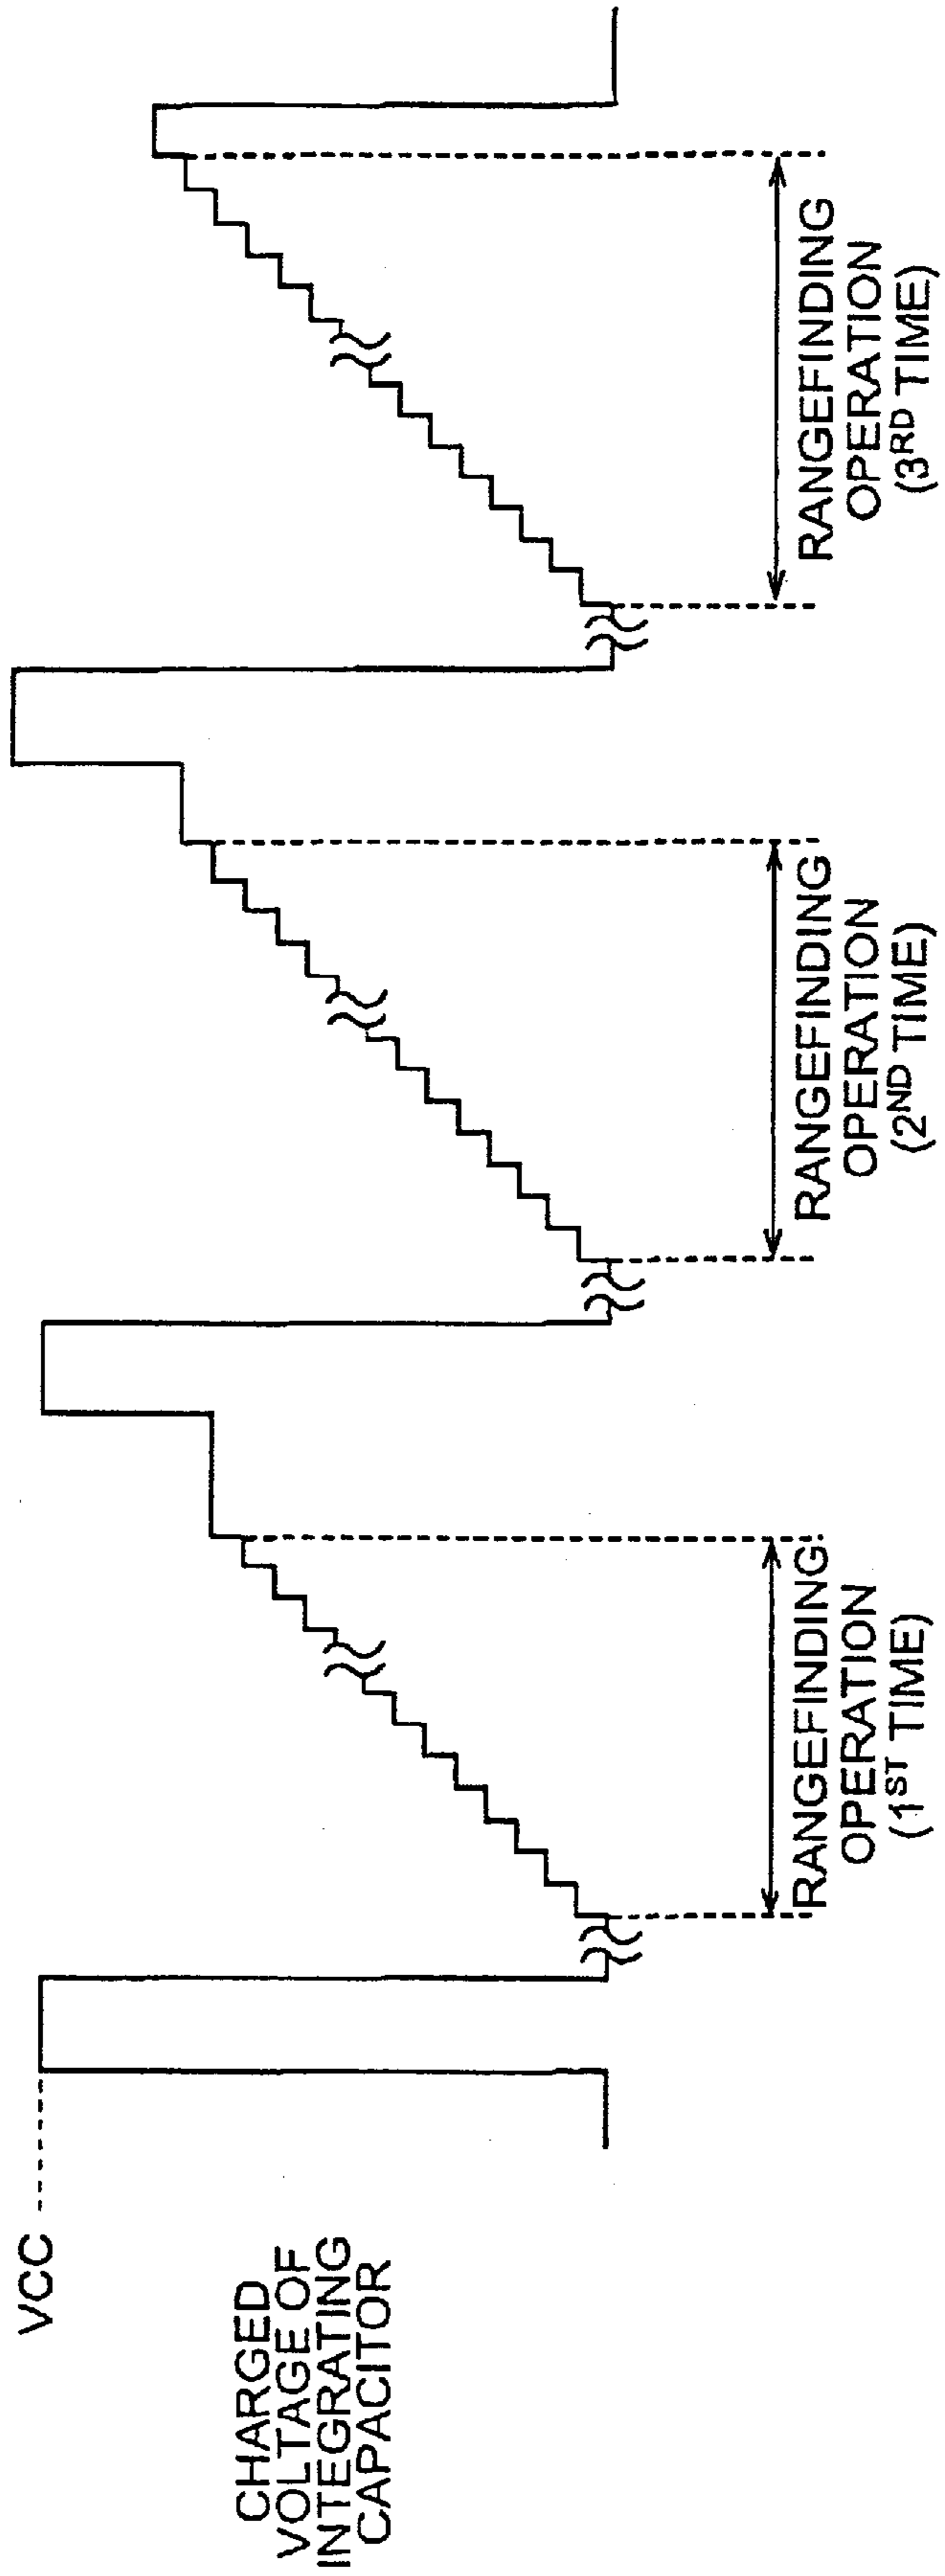 VCC
CHARGED
VOLTAGE OF
INTEGRATING
CAPACITOR
RANGEFINDING
OPERATION
(1ST TIME)
RANGEFINDING
OPERATION
(2ND TIME)
RANGEFINDING
OPERATION
(3RD TIME)